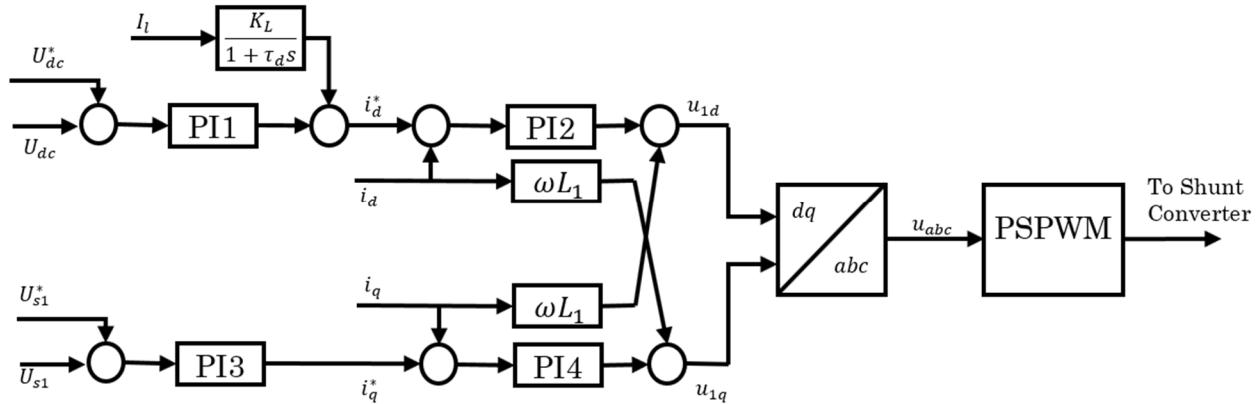 I_l
K_L
1 + τ_d s
U*_dc
U_dc
PI1
i*_d
PI2
u_1d
i_d
ωL_1
dq
abc
u_abc
PSPWM
To Shunt
Converter
i_q
ωL_1
U*_s1
U_s1
PI3
i*_q
PI4
u_1q